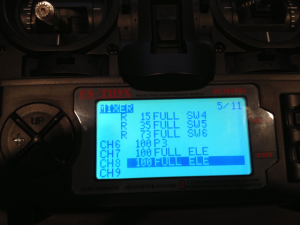 MIXER 5/11
R 15 FULL SW4
R 35 FULL SW5
R 73 FULL SW6
CH6 100 P3
CH7 100 FULL ELE
CH8 100 FULL ELE
CH9
UP